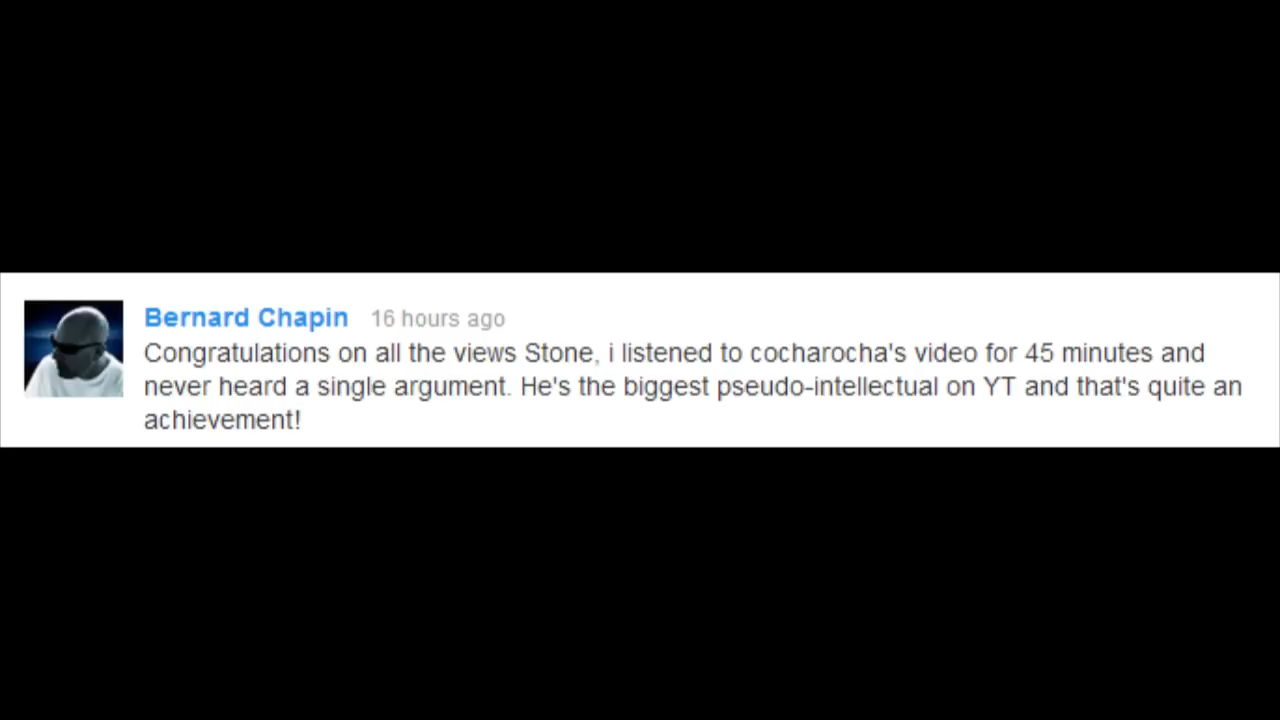 Bernard Chapin 16 hours ago
Congratulations on all the views Stone, i listened to cocharocha's video for 45 minutes and
never heard a single argument. He's the biggest pseudo-intellectual on YT and that's quite an
achievement!